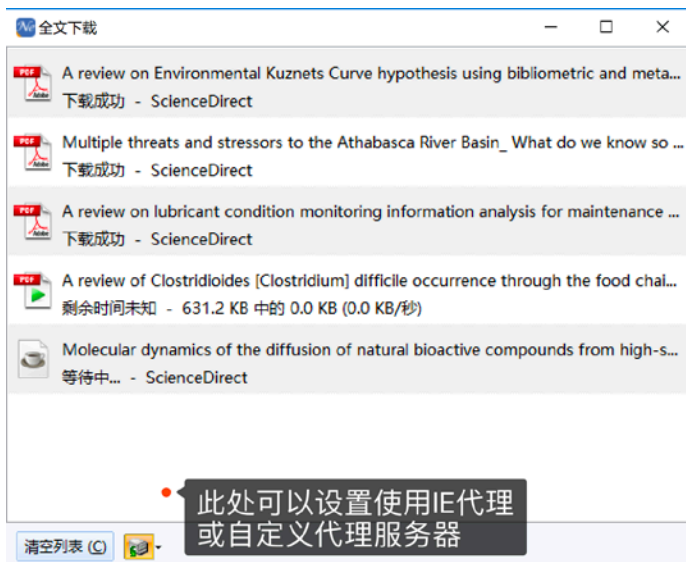 Ne 全文下载
A review on Environmental Kuznets Curve hypothesis using bibliometric and meta...
下载成功 - ScienceDirect
Multiple threats and stressors to the Athabasca River Basin_ What do we know so ...
下载成功 - ScienceDirect
A review on lubricant condition monitoring information analysis for maintenance ...
下载成功 - ScienceDirect
A review of Clostridioides [Clostridium] difficile occurrence through the food chai...
剩余时间未知 - 631.2 KB 中的 0.0 KB (0.0 KB/秒)
Molecular dynamics of the diffusion of natural bioactive compounds from high-s...
等待中... - ScienceDirect
此处可以设置使用IE代理
或自定义代理服务器
清空列表 (C)